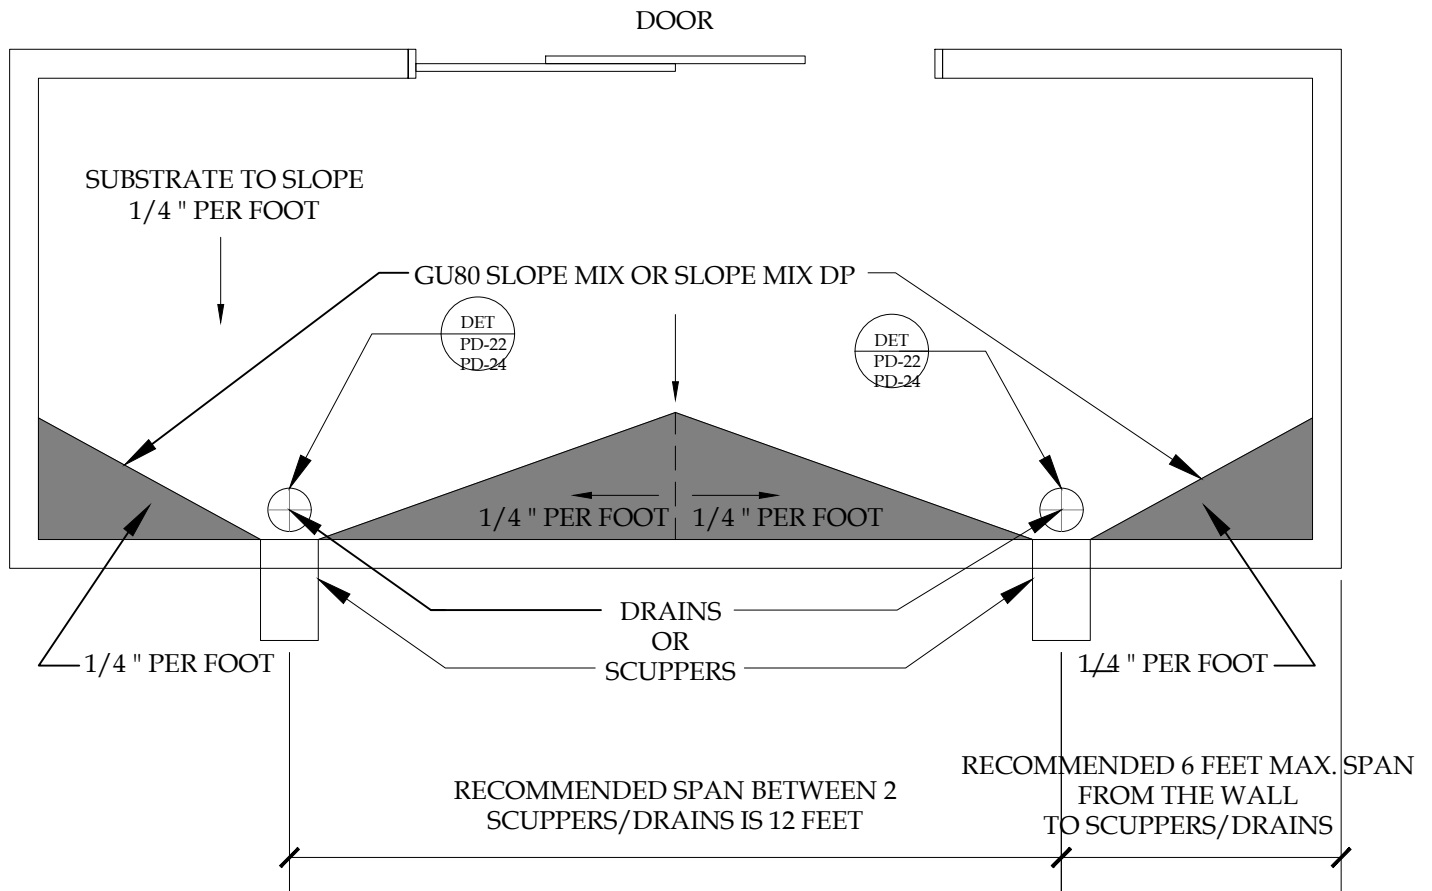 DOOR
SUBSTRATE TO SLOPE
1/4 " PER FOOT
GU80 SLOPE MIX OR SLOPE MIX DP
DET
PD-22
PD-24
DET
PD-22
PD-24
1/4 " PER FOOT
1/4 " PER FOOT
1/4 " PER FOOT
DRAINS
OR
SCUPPERS
1/4 " PER FOOT
RECOMMENDED SPAN BETWEEN 2
SCUPPERS/DRAINS IS 12 FEET
RECOMMENDED 6 FEET MAX. SPAN
FROM THE WALL
TO SCUPPERS/DRAINS